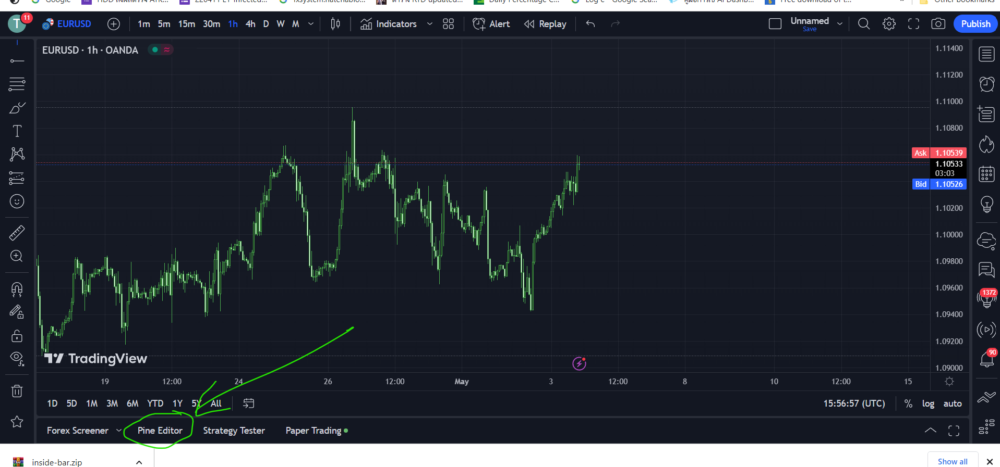 Google
Other bookmarks
T 11 EURUSD 1m 5m 15m 30m 1h 4h D W M Indicators Alert Replay Unnamed Save Publish
EURUSD · 1h · OANDA
1.11400
1.11200
1.11000
1.10800
Ask 1.10539
1.10533
03:03
Bid 1.10526
1.10200
1.10000
1.09800
1.09600
1.09400
1.09200
1.09000
1372
90
TradingView
19 12:00 24 26 12:00 May 3 12:00 8 10 12:00 15
1D 5D 1M 3M 6M YTD 1Y 5Y All 15:56:57 (UTC) % log auto
Forex Screener Pine Editor Strategy Tester Paper Trading
inside-bar.zip Show all